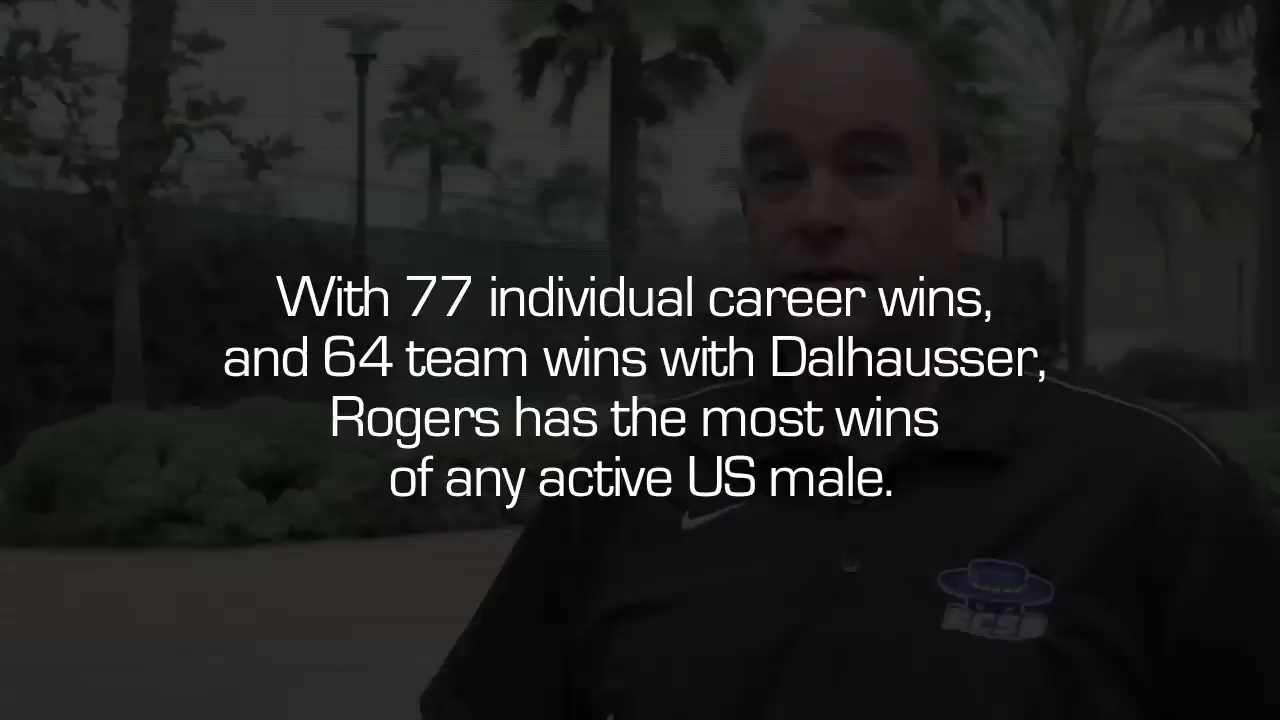 With 77 individual career wins,
and 64 team wins with Dalhausser,
Rogers has the most wins
of any active US male.
UCSB